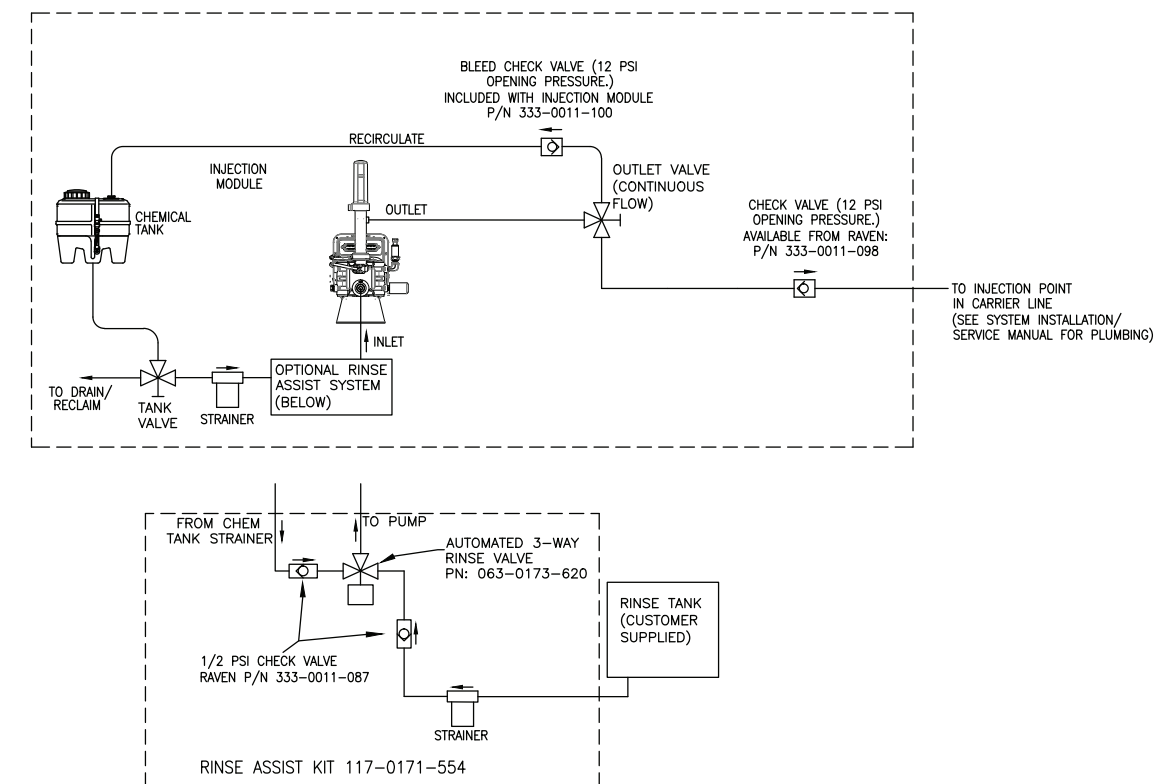 BLEED CHECK VALVE (12 PSI
OPENING PRESSURE.)
INCLUDED WITH INJECTION MODULE
P/N 333-0011-100
RECIRCULATE
INJECTION
MODULE
OUTLET VALVE
(CONTINUOUS
FLOW)
CHEMICAL
TANK
OUTLET
CHECK VALVE (12 PSI
OPENING PRESSURE.)
AVAILABLE FROM RAVEN:
P/N 333-0011-098
TO INJECTION POINT
IN CARRIER LINE
(SEE SYSTEM INSTALLATION/
SERVICE MANUAL FOR PLUMBING)
INLET
OPTIONAL RINSE
ASSIST SYSTEM
(BELOW)
TO DRAIN/
RECLAIM
TANK
VALVE
STRAINER
FROM CHEM
TANK STRAINER
TO PUMP
AUTOMATED 3-WAY
RINSE VALVE
PN: 063-0173-620
RINSE TANK
(CUSTOMER
SUPPLIED)
1/2 PSI CHECK VALVE
RAVEN P/N 333-0011-087
STRAINER
RINSE ASSIST KIT 117-0171-554